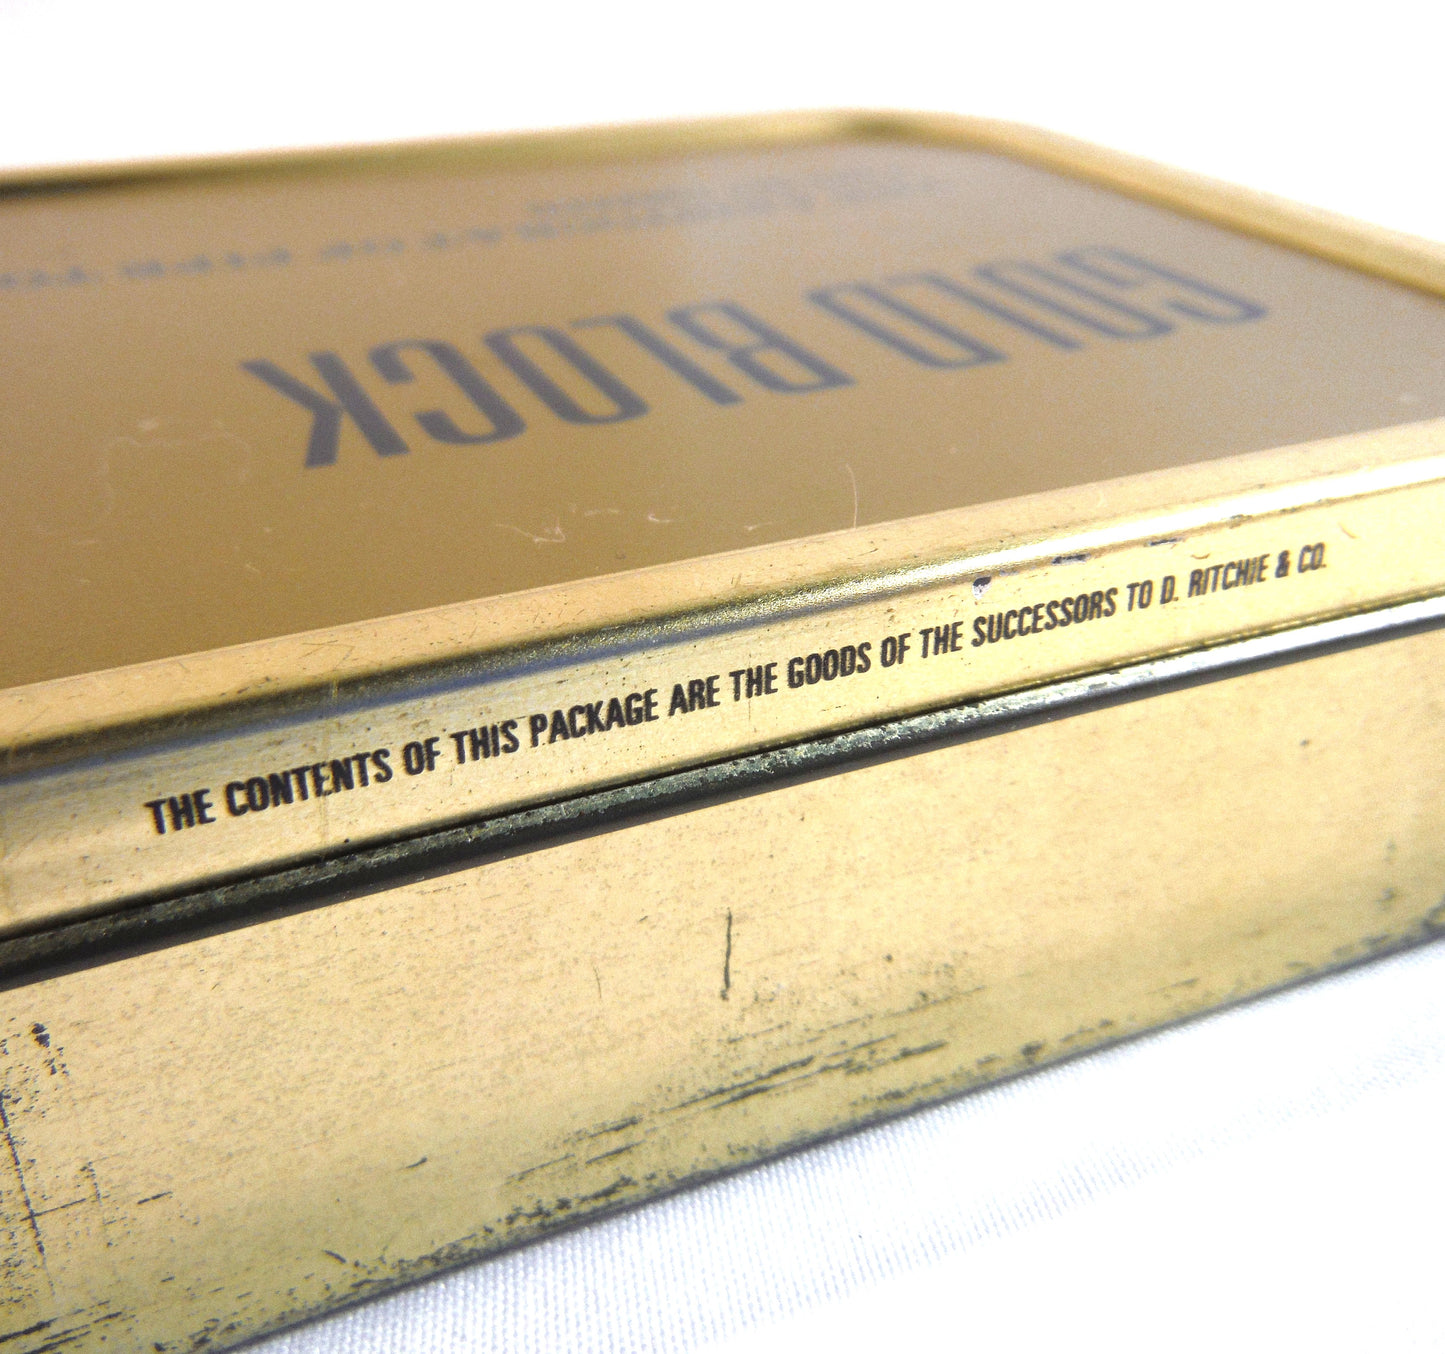 GOLD BLOCK
THE CONTENTS OF THIS PACKAGE ARE THE GOODS OF THE SUCCESSORS TO D. RITCHIE & CO.